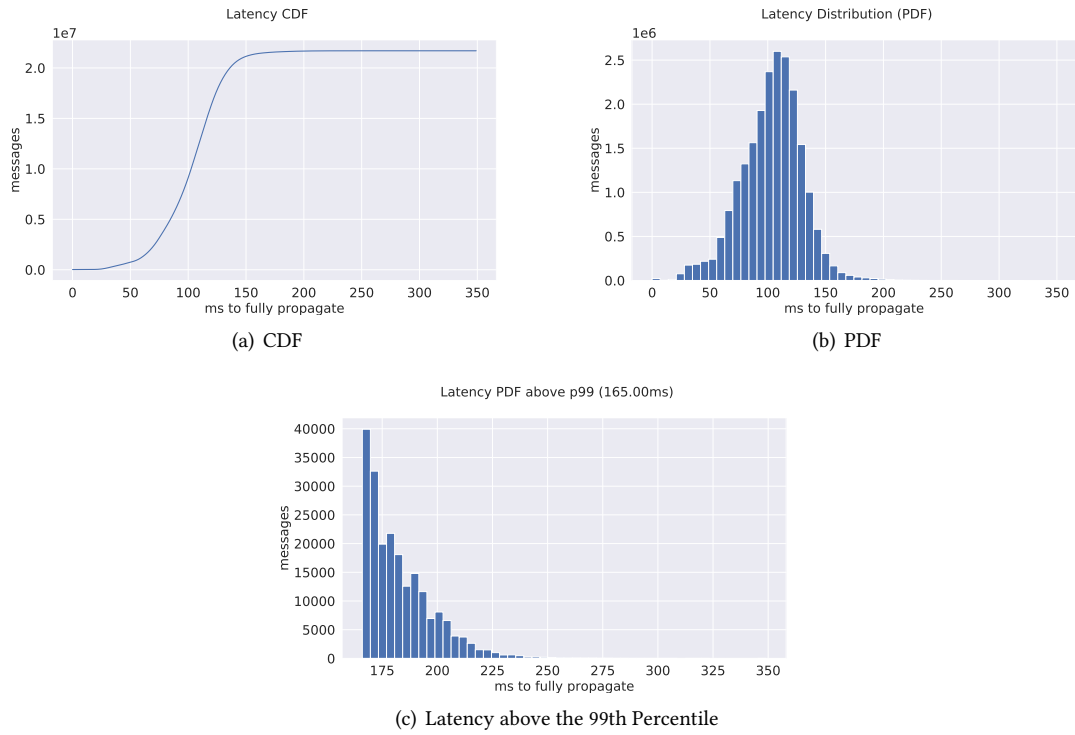 Latency CDF
1e7
2.0
1.5
1.0
0.5
0.0
messages
0 50 100 150 200 250 300 350
ms to fully propagate
(a) CDF
Latency Distribution (PDF)
1e6
2.5
2.0
1.5
1.0
0.5
0.0
messages
0 50 100 150 200 250 300 350
ms to fully propagate
(b) PDF
Latency PDF above p99 (165.00ms)
40000
35000
30000
25000
20000
15000
10000
5000
0
messages
175 200 225 250 275 300 325 350
ms to fully propagate
(c) Latency above the 99th Percentile